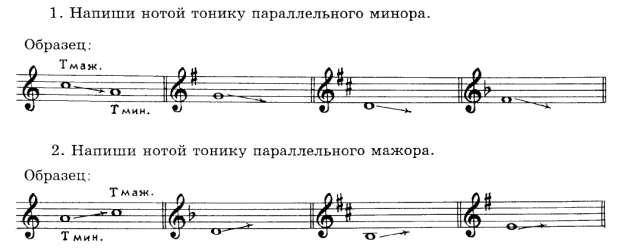 1. Напиши нотой тонику параллельного минора.
Образец:
Т маж.
Т мин.
2. Напиши нотой тонику параллельного мажора.
Образец:
Т маж.
Т мин.